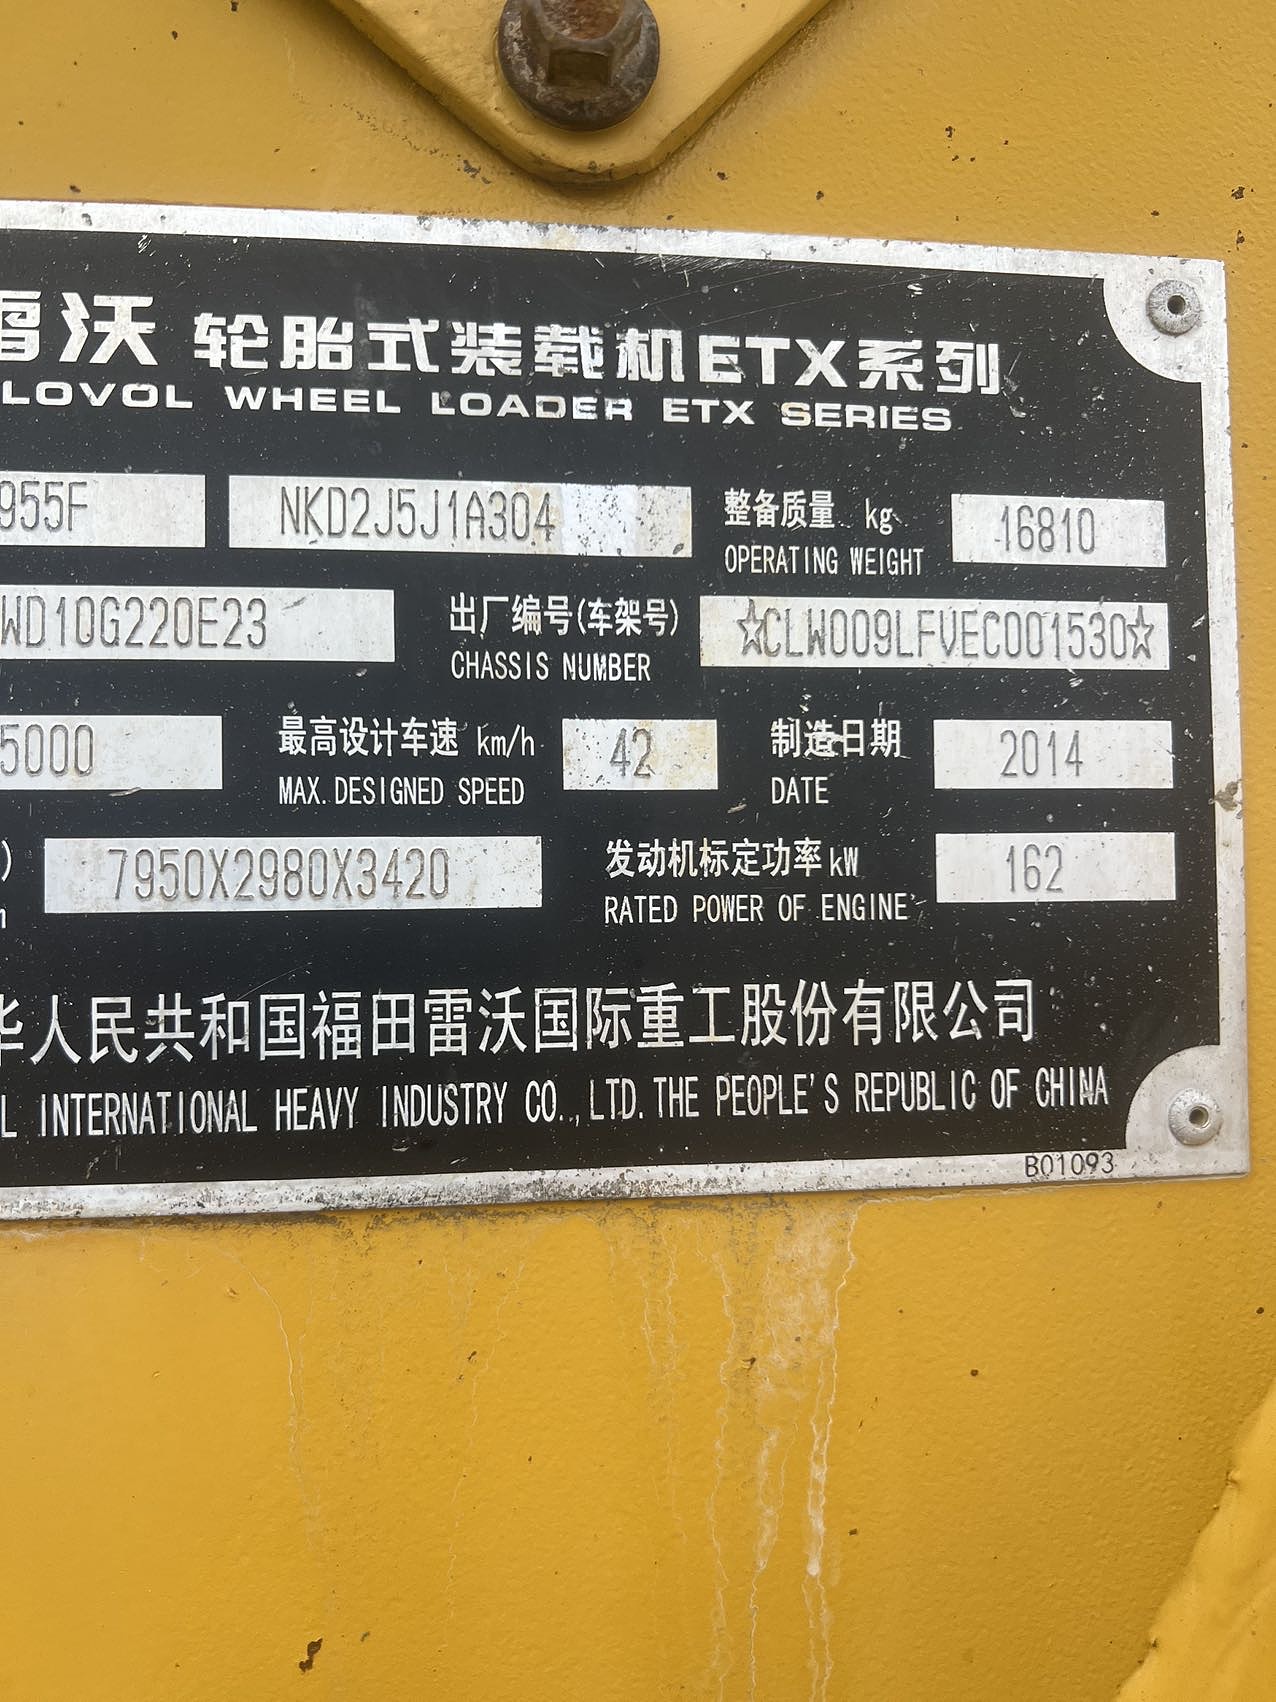 雷沃 轮胎式装载机ETX系列
LOVOL WHEEL LOADER ETX SERIES
955F NKD2J5J1A304 整备质量 kg 16810
OPERATING WEIGHT
WD10G220E23 出厂编号(车架号) ☆CLW009LFVEC001530☆
CHASSIS NUMBER
5000 最高设计车速 km/h 42 制造日期 2014
MAX. DESIGNED SPEED DATE
) 7950X2980X3420 发动机标定功率 kW 162
RATED POWER OF ENGINE
华人民共和国福田雷沃国际重工股份有限公司
L INTERNATIONAL HEAVY INDUSTRY CO.,LTD. THE PEOPLE'S REPUBLIC OF CHINA
B01093